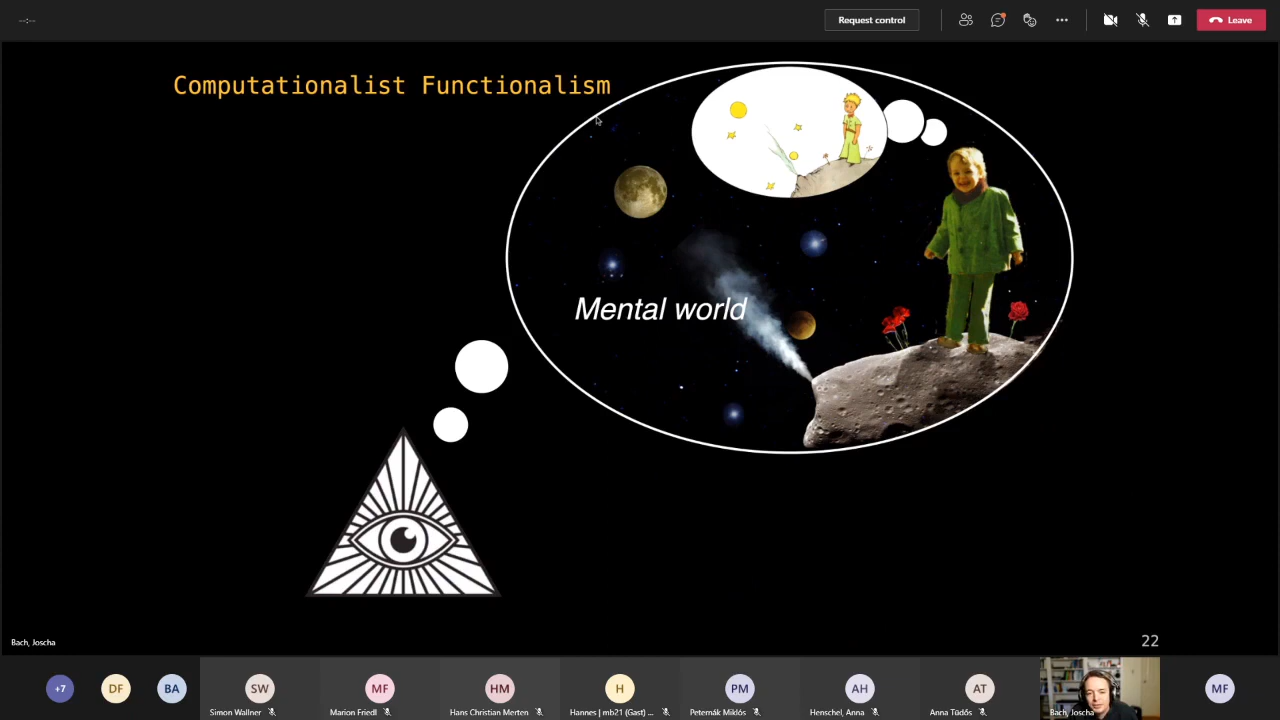 --:--
Request control
Leave
Computationalist Functionalism
Mental world
Bach, Joscha
22
+7
DF
BA
SW
Simon Wallner
MF
Marion Friedl
HM
Hans Christian Merten
H
Hannes | mb21 (Gast) ...
PM
Peternák Miklós
AH
Henschel, Anna
AT
Anna Tüdős
Bach, Joscha
MF